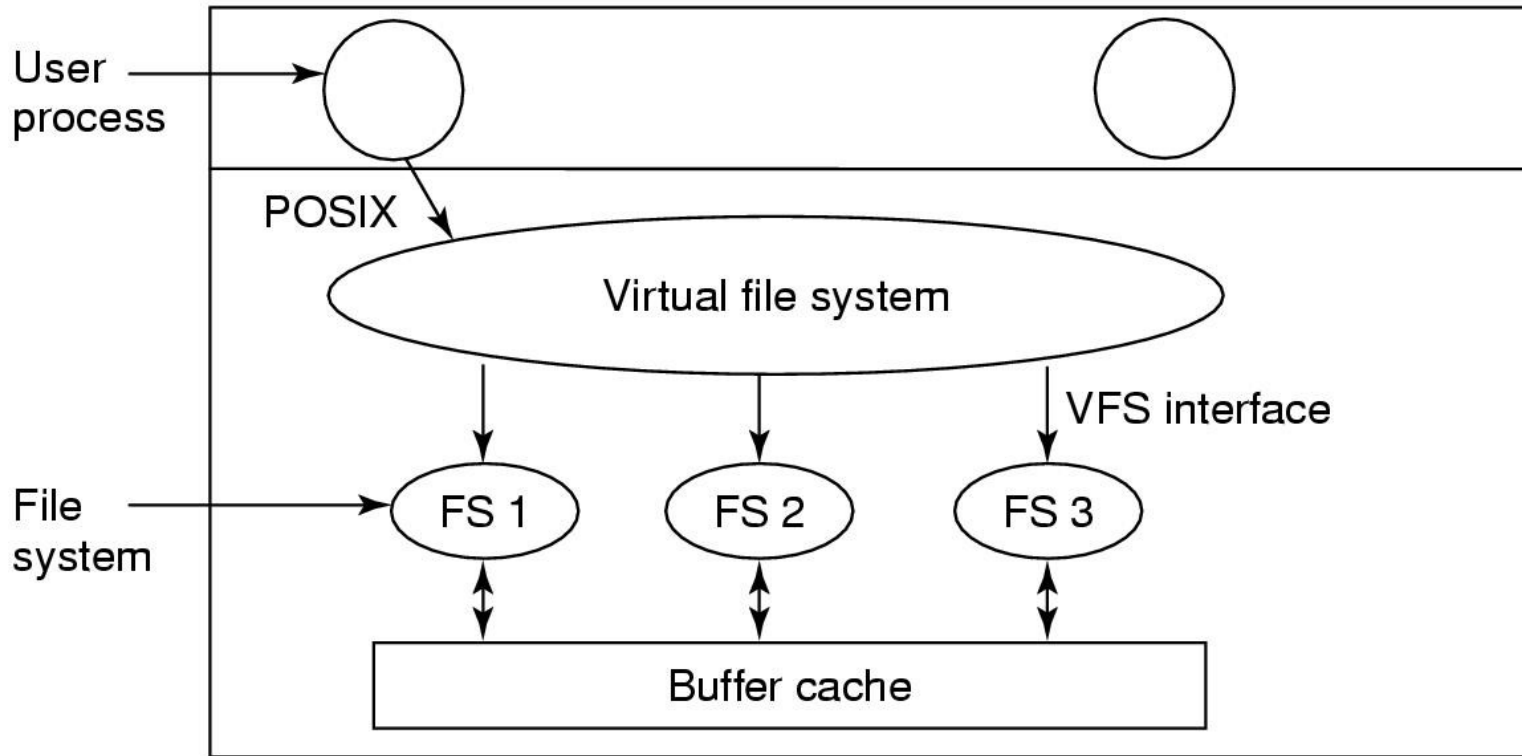 User
process
POSIX
Virtual file system
VFS interface
File
system
FS 1
FS 2
FS 3
Buffer cache